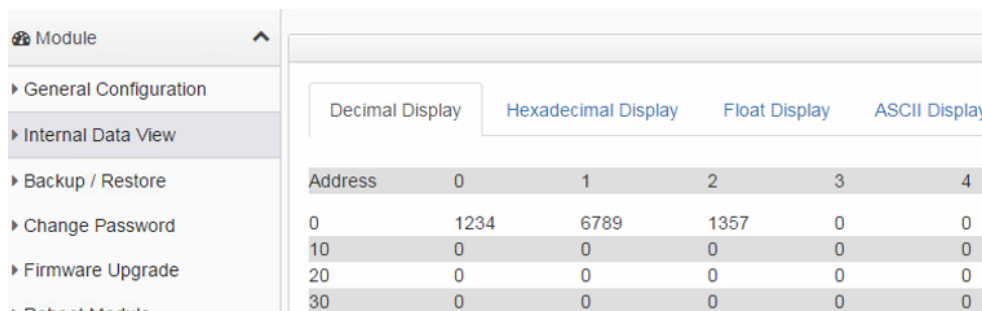 Module
General Configuration
Internal Data View
Backup / Restore
Change Password
Firmware Upgrade
Decimal Display Hexadecimal Display Float Display ASCII Display
Address 0 1 2 3 4
0 1234 6789 1357 0 0
10 0 0 0 0 0
20 0 0 0 0 0
30 0 0 0 0 0